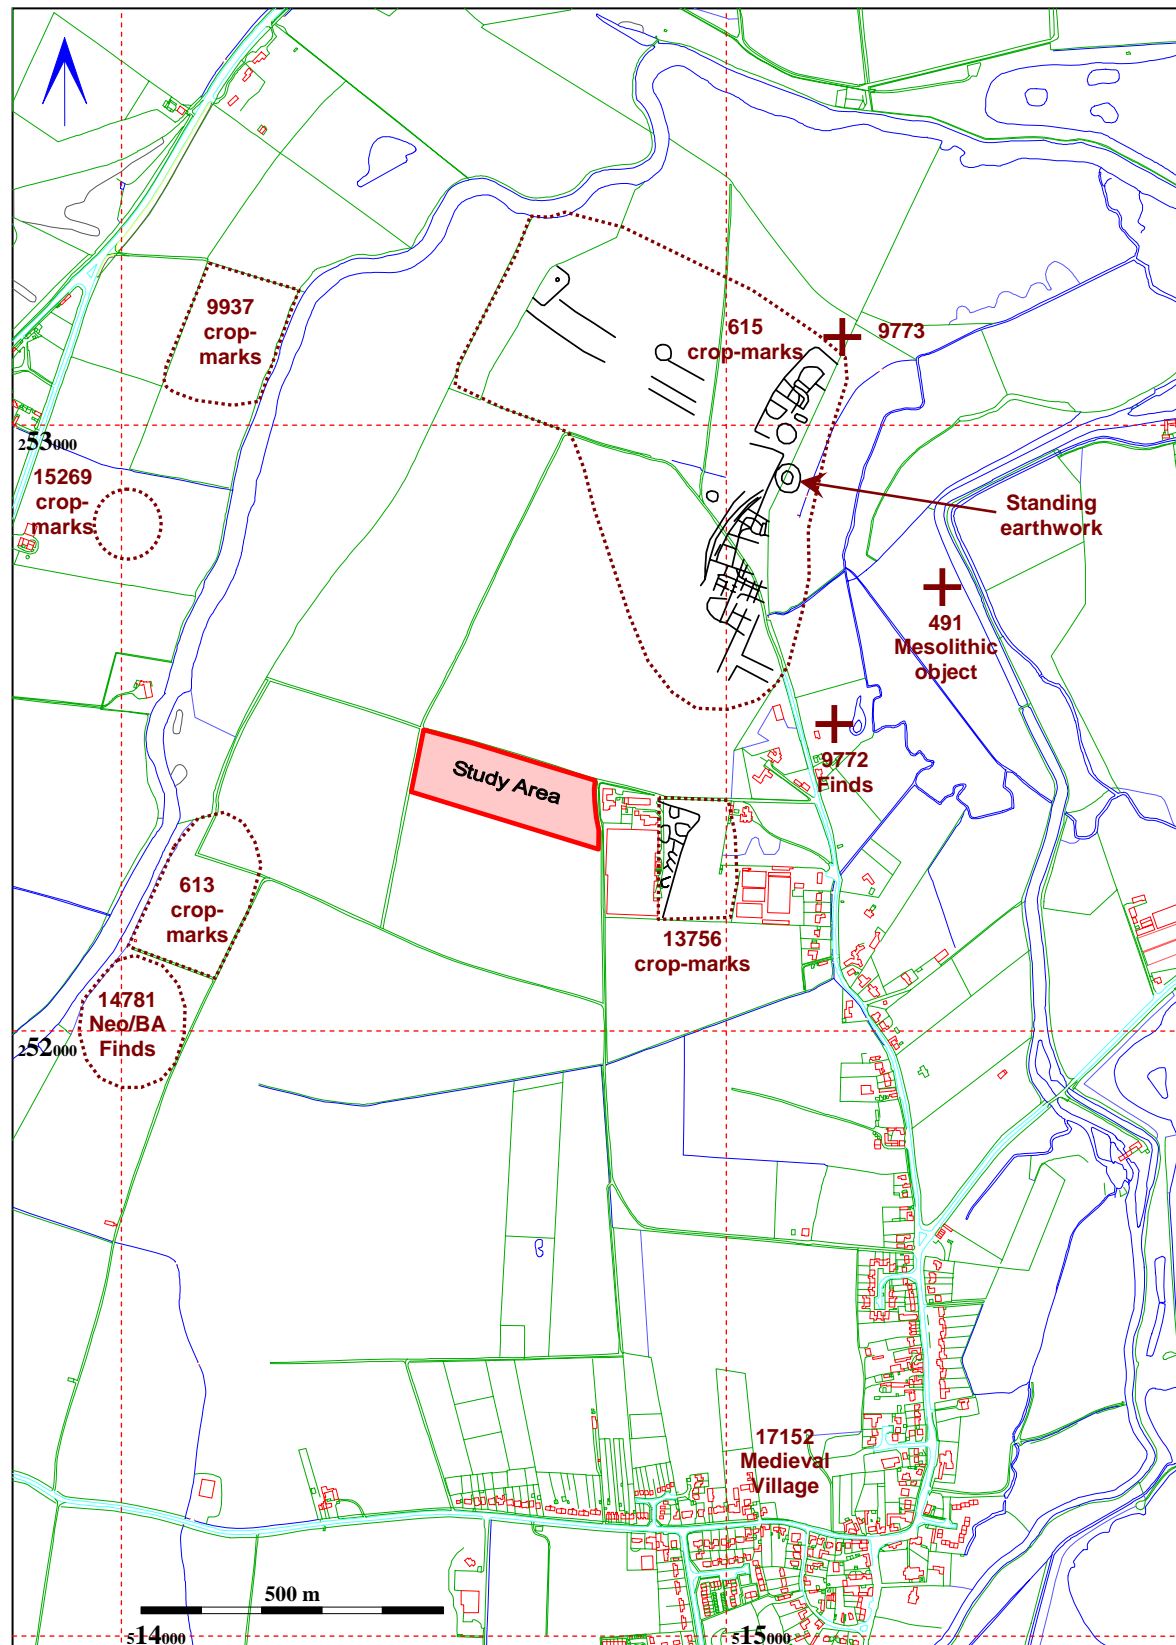 9937
crop-
marks
615
crop-marks
9773
253000
15269
crop-
marks
Standing
earthwork
491
Mesolithic
object
9772
Finds
Study Area
613
crop-
marks
13756
crop-marks
14781
Neo/BA
Finds
252000
17152
Medieval
Village
500 m
514000
515000